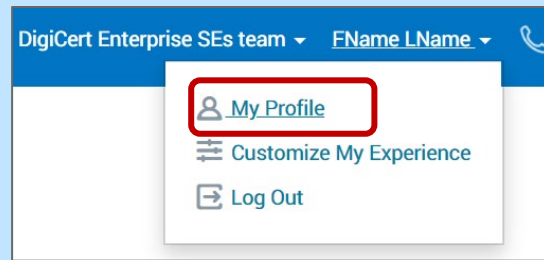 DigiCert Enterprise SEs team FName LName
My Profile
Customize My Experience
Log Out